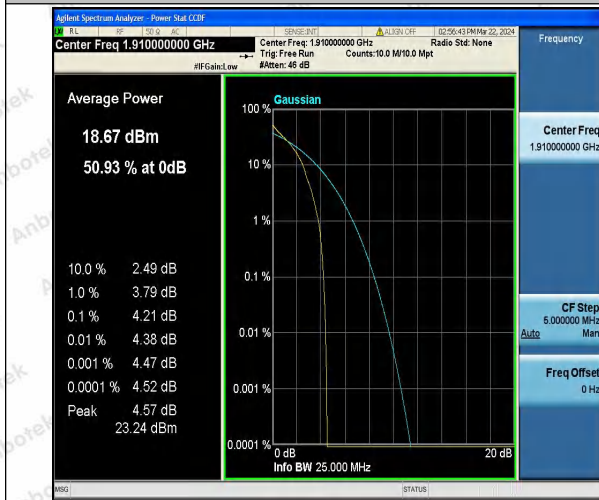 Agilent Spectrum Analyzer - Power Stat CCDF
RL RF 50 Ω AC SENSE:INT ALIGN OFF 02:56:43 PM Mar 22, 2024
Center Freq 1.910000000 GHz
Center Freq: 1.910000000 GHz Radio Std: None
Trig: Free Run Counts:10.0 M/10.0 Mpt
#IFGain:Low #Atten: 46 dB
Frequency
Average Power
18.67 dBm
50.93 % at 0dB
10.0 % 2.49 dB
1.0 % 3.79 dB
0.1 % 4.21 dB
0.01 % 4.38 dB
0.001 % 4.47 dB
0.0001 % 4.52 dB
Peak 4.57 dB
23.24 dBm
Gaussian
100 %
10 %
1 %
0.1 %
0.01 %
0.001 %
0.0001 %
0 dB 20 dB
Info BW 25.000 MHz
Center Freq
1.910000000 GHz
CF Step
5.000000 MHz
Auto Man
Freq Offset
0 Hz
MSG STATUS